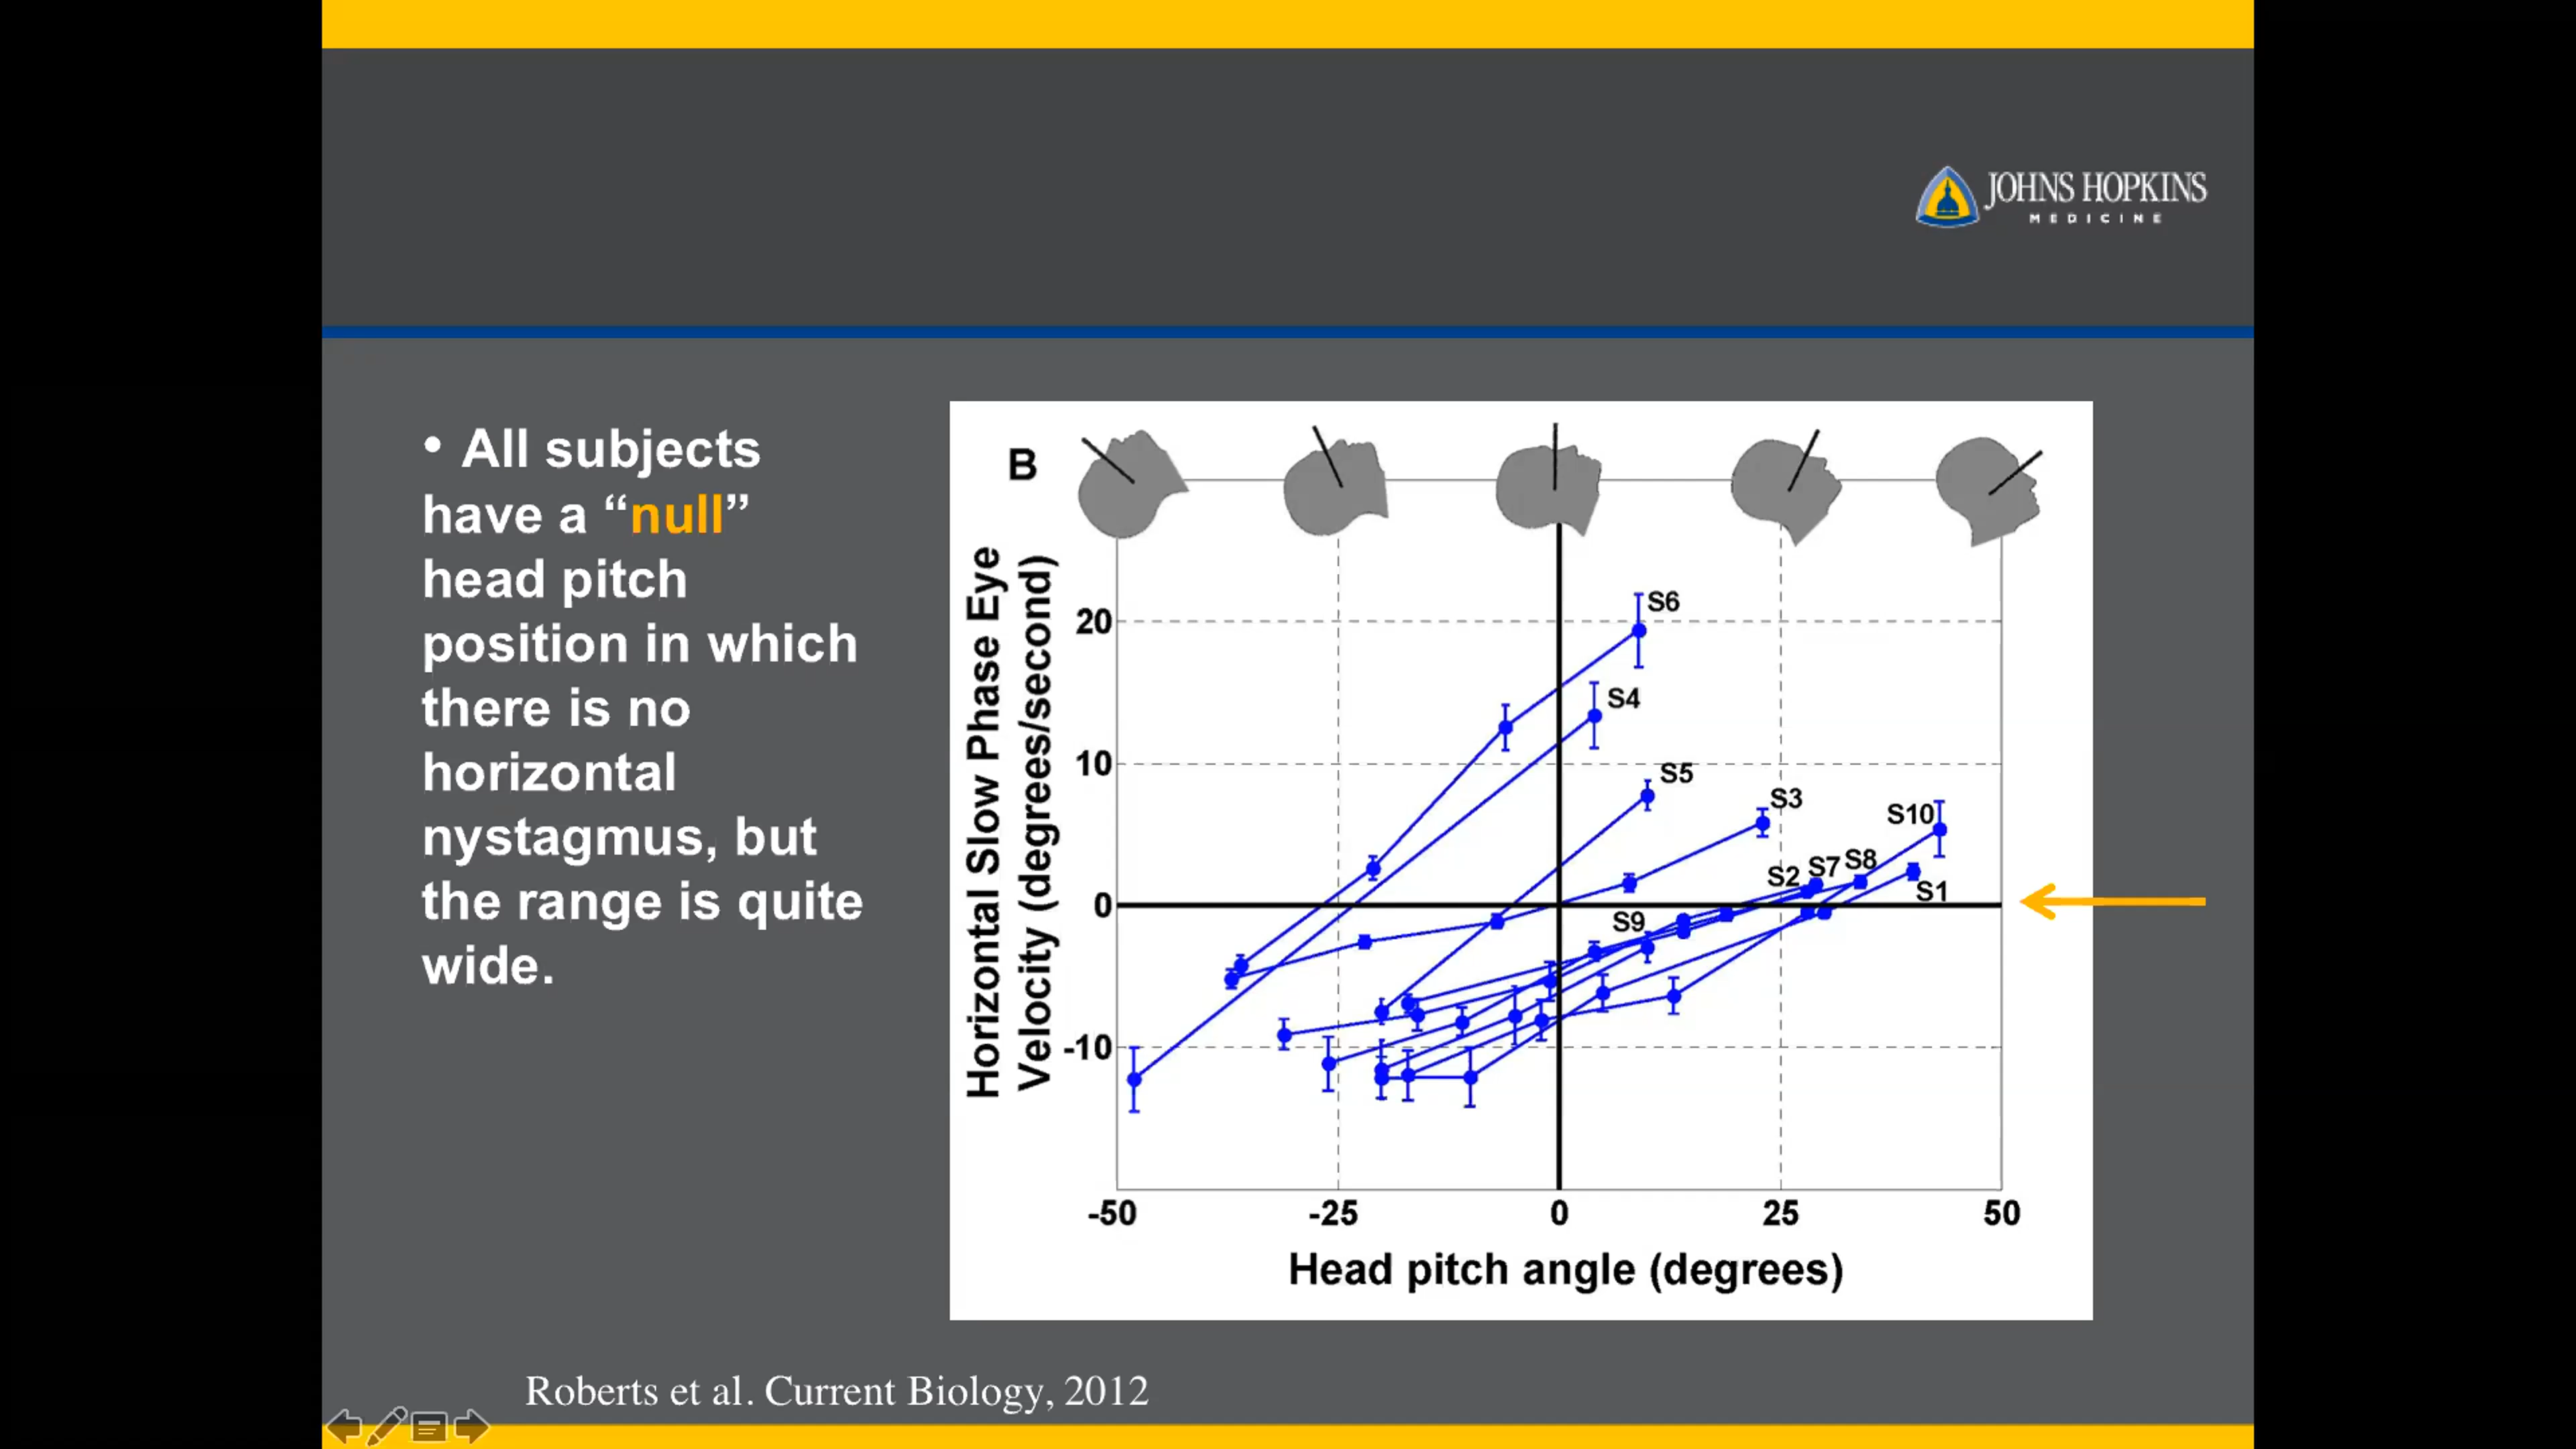 JOHNS HOPKINS
MEDICINE
• All subjects
have a “null”
head pitch
position in which
there is no
horizontal
nystagmus, but
the range is quite
wide.
B
Horizontal Slow Phase Eye
Velocity (degrees/second)
20
10
0
-10
S6
S4
S5
S3
S10
S2
S7
S8
S1
S9
-50
-25
0
25
50
Head pitch angle (degrees)
Roberts et al. Current Biology, 2012